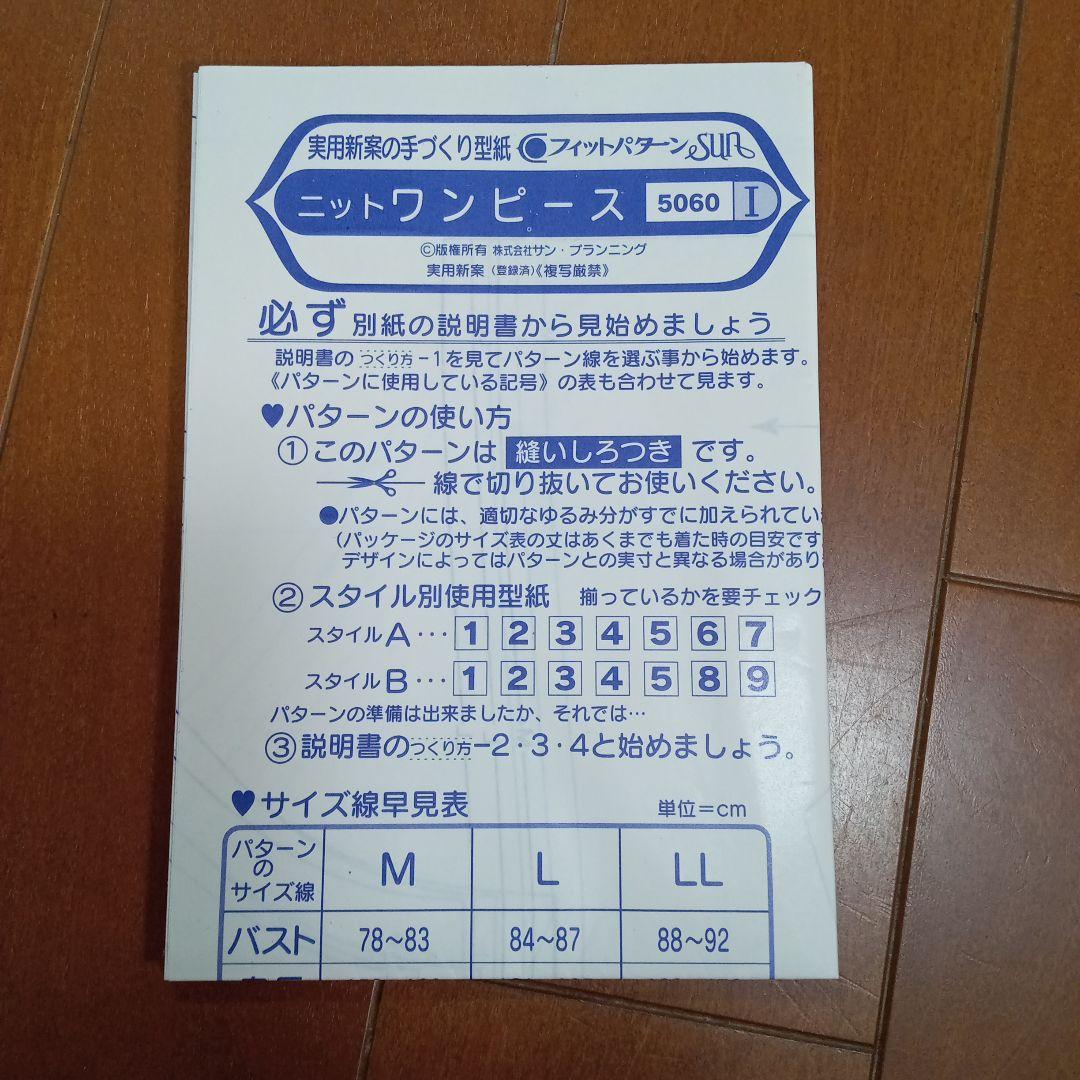 実用新案の手づくり型紙 フィットパターンSUN
ニットワンピース 5060 I
©版権所有 株式会社サン・プランニング
実用新案(登録済)《複写厳禁》
必ず別紙の説明書から見始めましょう
説明書のつくり方-1を見てパターン線を選ぶ事から始めます。
《パターンに使用している記号》の表も合わせて見ます。
♥パターンの使い方
①このパターンは 縫いしろつき です。
線で切り抜いてお使いください。
●パターンには、適切なゆるみ分がすでに加えられてい
(パッケージのサイズ表の丈はあくまでも着た時の目安です
デザインによってはパターンとの実寸と異なる場合があり
②スタイル別使用型紙 揃っているかを要チェック
スタイルA・・・ 1 2 3 4 5 6 7
スタイルB・・・ 1 2 3 4 5 8 9
パターンの準備は出来ましたか、それでは…
③説明書のつくり方-2・3・4と始めましょう。
♥サイズ線早見表 単位=cm
パターンのサイズ線 M L LL
バスト 78~83 84~87 88~92